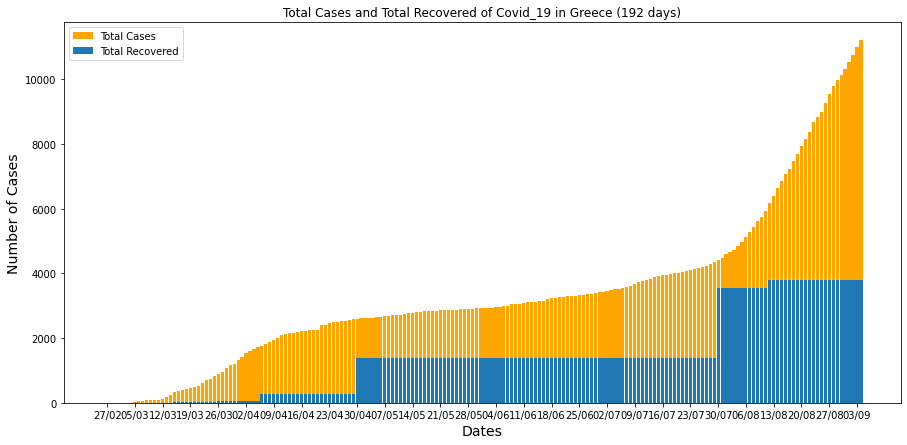 Total Cases and Total Recovered of Covid_19 in Greece (192 days)
Total Cases
Total Recovered
Number of Cases
10000
8000
6000
4000
2000
0
27/02 05/03 12/03 19/03 26/03 02/04 09/04 16/04 23/04 30/04 07/05 14/05 21/05 28/05 04/06 11/06 18/06 25/06 02/07 09/07 16/07 23/07 30/07 06/08 13/08 20/08 27/08 03/09
Dates